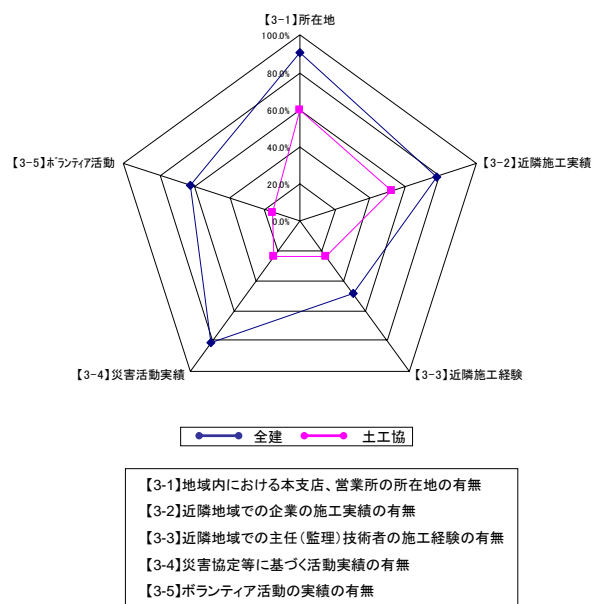 【3-1】所在地
100.0%
80.0%
60.0%
40.0%
20.0%
0.0%
【3-2】近隣施工実績
【3-3】近隣施工経験
【3-4】災害活動実績
【3-5】ﾎﾞﾗﾝﾃｨｱ活動
全建
土工協
【3-1】地域内における本支店、営業所の所在地の有無
【3-2】近隣地域での企業の施工実績の有無
【3-3】近隣地域での主任（監理）技術者の施工経験の有無
【3-4】災害協定等に基づく活動実績の有無
【3-5】ボランティア活動の実績の有無